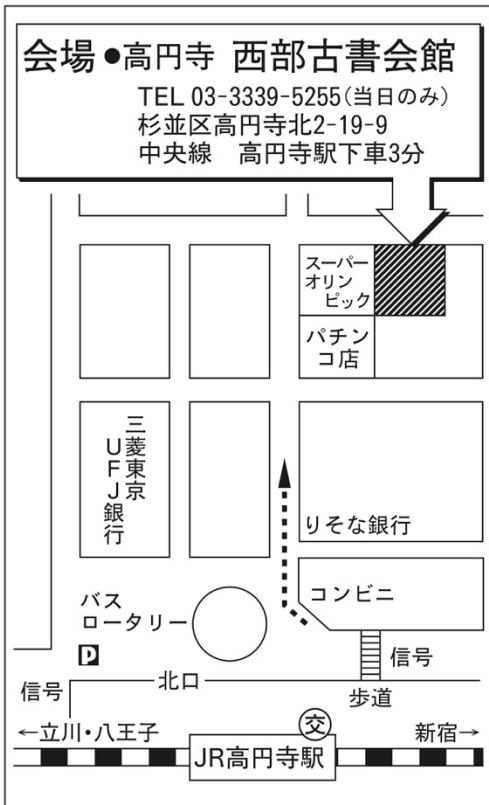 会場●高円寺 西部古書会館
TEL 03-3339-5255(当日のみ)
杉並区高円寺北2-19-9
中央線 高円寺駅下車3分
スーパー
オリン
ピック
パチン
コ店
三菱東京
UFJ銀行
りそな銀行
コンビニ
バス
ロータリー
P
信号
北口
信号
歩道
←立川・八王子
交
新宿→
JR高円寺駅